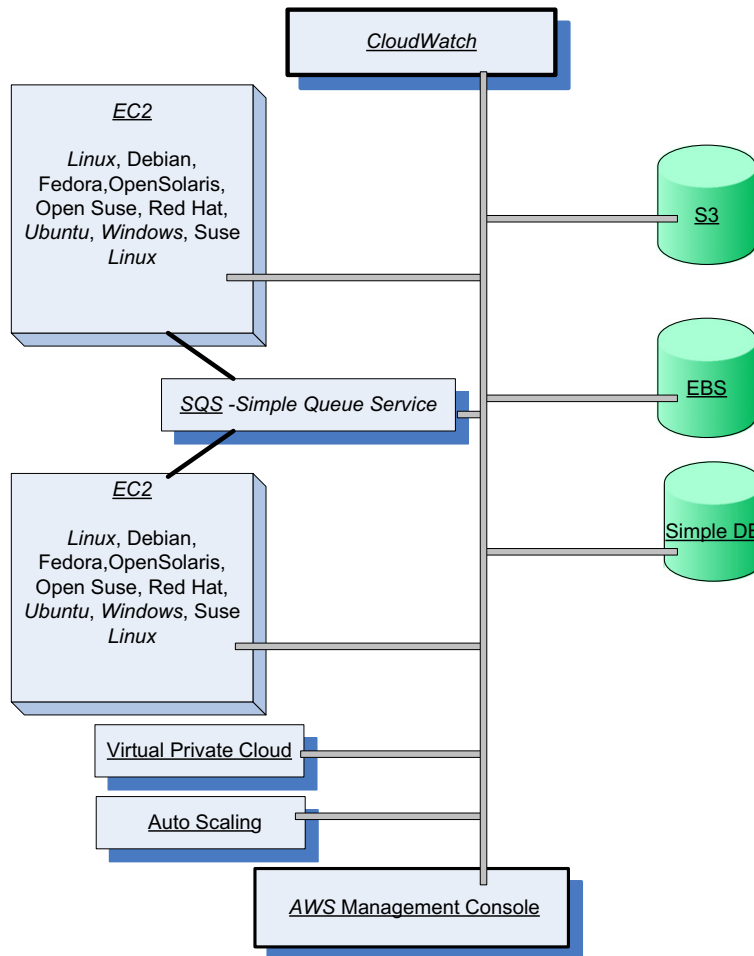 CloudWatch
EC2
Linux, Debian,
Fedora,OpenSolaris,
Open Suse, Red Hat,
Ubuntu, Windows, Suse
Linux
S3
SQS -Simple Queue Service
EBS
EC2
Linux, Debian,
Fedora,OpenSolaris,
Open Suse, Red Hat,
Ubuntu, Windows, Suse
Linux
Simple DB
Virtual Private Cloud
Auto Scaling
AWS Management Console